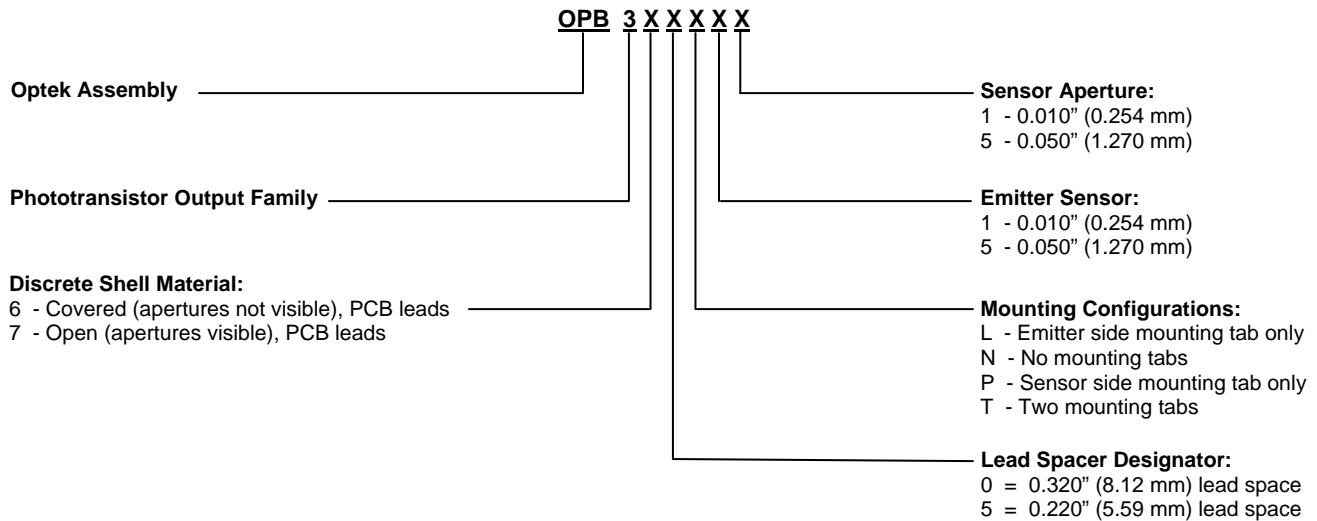 OPB 3 X X X X X
Optek Assembly
Phototransistor Output Family
Discrete Shell Material:
6 - Covered (apertures not visible), PCB leads
7 - Open (apertures visible), PCB leads
Sensor Aperture:
1 - 0.010” (0.254 mm)
5 - 0.050” (1.270 mm)
Emitter Sensor:
1 - 0.010” (0.254 mm)
5 - 0.050” (1.270 mm)
Mounting Configurations:
L - Emitter side mounting tab only
N - No mounting tabs
P - Sensor side mounting tab only
T - Two mounting tabs
Lead Spacer Designator:
0 = 0.320” (8.12 mm) lead space
5 = 0.220” (5.59 mm) lead space